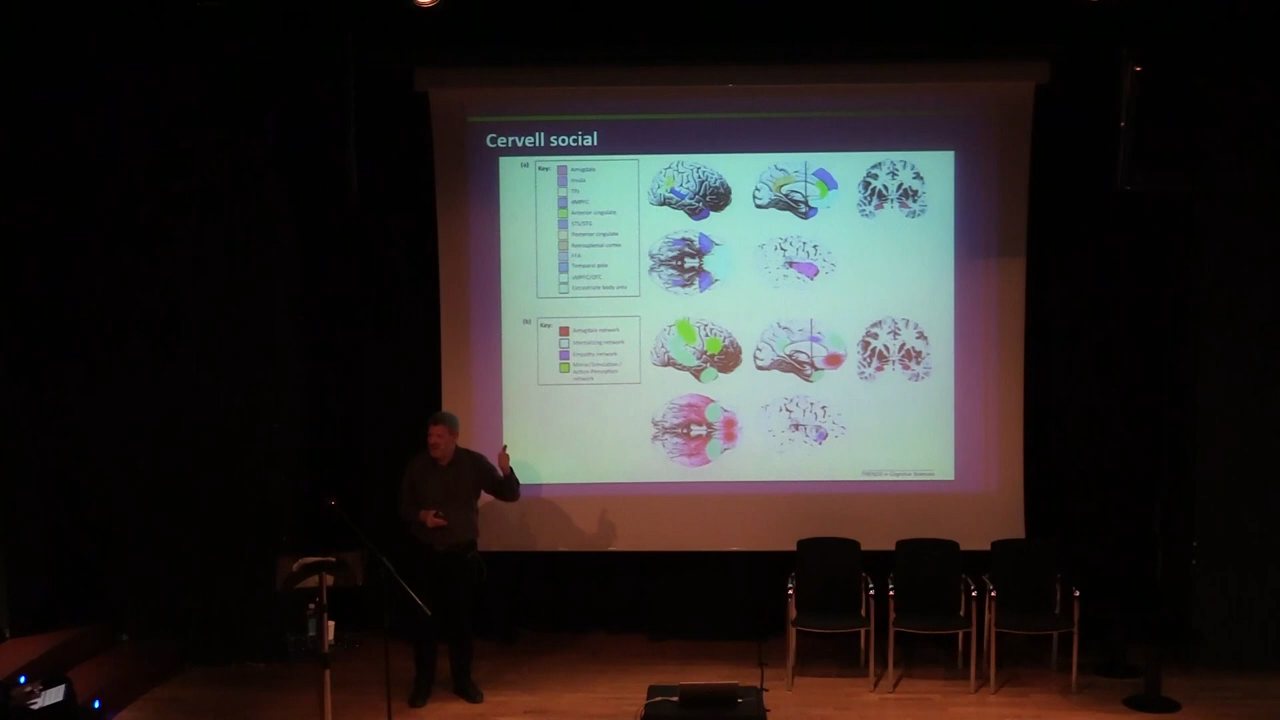 Cervell social
(a)
Key:
Amygdala
Insula
TPJ
dMPFC
Anterior cingulate
STS/STG
Posterior cingulate
Retrosplenial cortex
FFA
Temporal pole
vMPFC/OFC
Extrastriate body area
(b)
Key:
Amygdala network
Mentalizing network
Empathy network
Mirror/Simulation /
Action-Perception
network
TRENDS in Cognitive Sciences